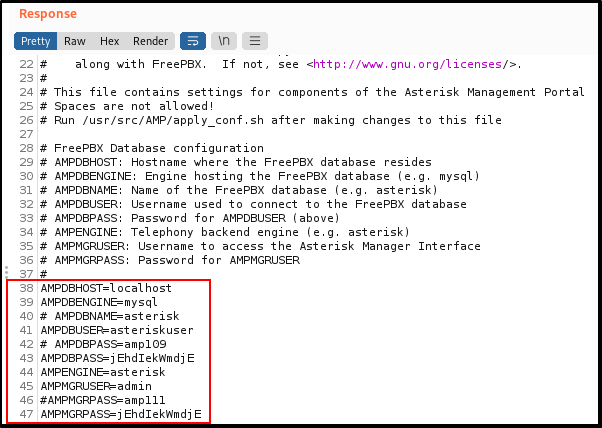 Response
Pretty Raw Hex Render \n
22 # along with FreePBX. If not, see <http://www.gnu.org/licenses/>.
23 #
24 # This file contains settings for components of the Asterisk Management Portal
25 # Spaces are not allowed!
26 # Run /usr/src/AMP/apply_conf.sh after making changes to this file
27
28 # FreePBX Database configuration
29 # AMPDBHOST: Hostname where the FreePBX database resides
30 # AMPDBENGINE: Engine hosting the FreePBX database (e.g. mysql)
31 # AMPDBNAME: Name of the FreePBX database (e.g. asterisk)
32 # AMPDBUSER: Username used to connect to the FreePBX database
33 # AMPDBPASS: Password for AMPDBUSER (above)
34 # AMPENGINE: Telephony backend engine (e.g. asterisk)
35 # AMPMGRUSER: Username to access the Asterisk Manager Interface
36 # AMPMGRPASS: Password for AMPMGRUSER
37 #
38 AMPDBHOST=localhost
39 AMPDBENGINE=mysql
40 # AMPDBNAME=asterisk
41 AMPDBUSER=asteriskuser
42 # AMPDBPASS=amp109
43 AMPDBPASS=jEhdIekWmdjE
44 AMPENGINE=asterisk
45 AMPMGRUSER=admin
46 #AMPMGRPASS=amp111
47 AMPMGRPASS=jEhdIekWmdjE